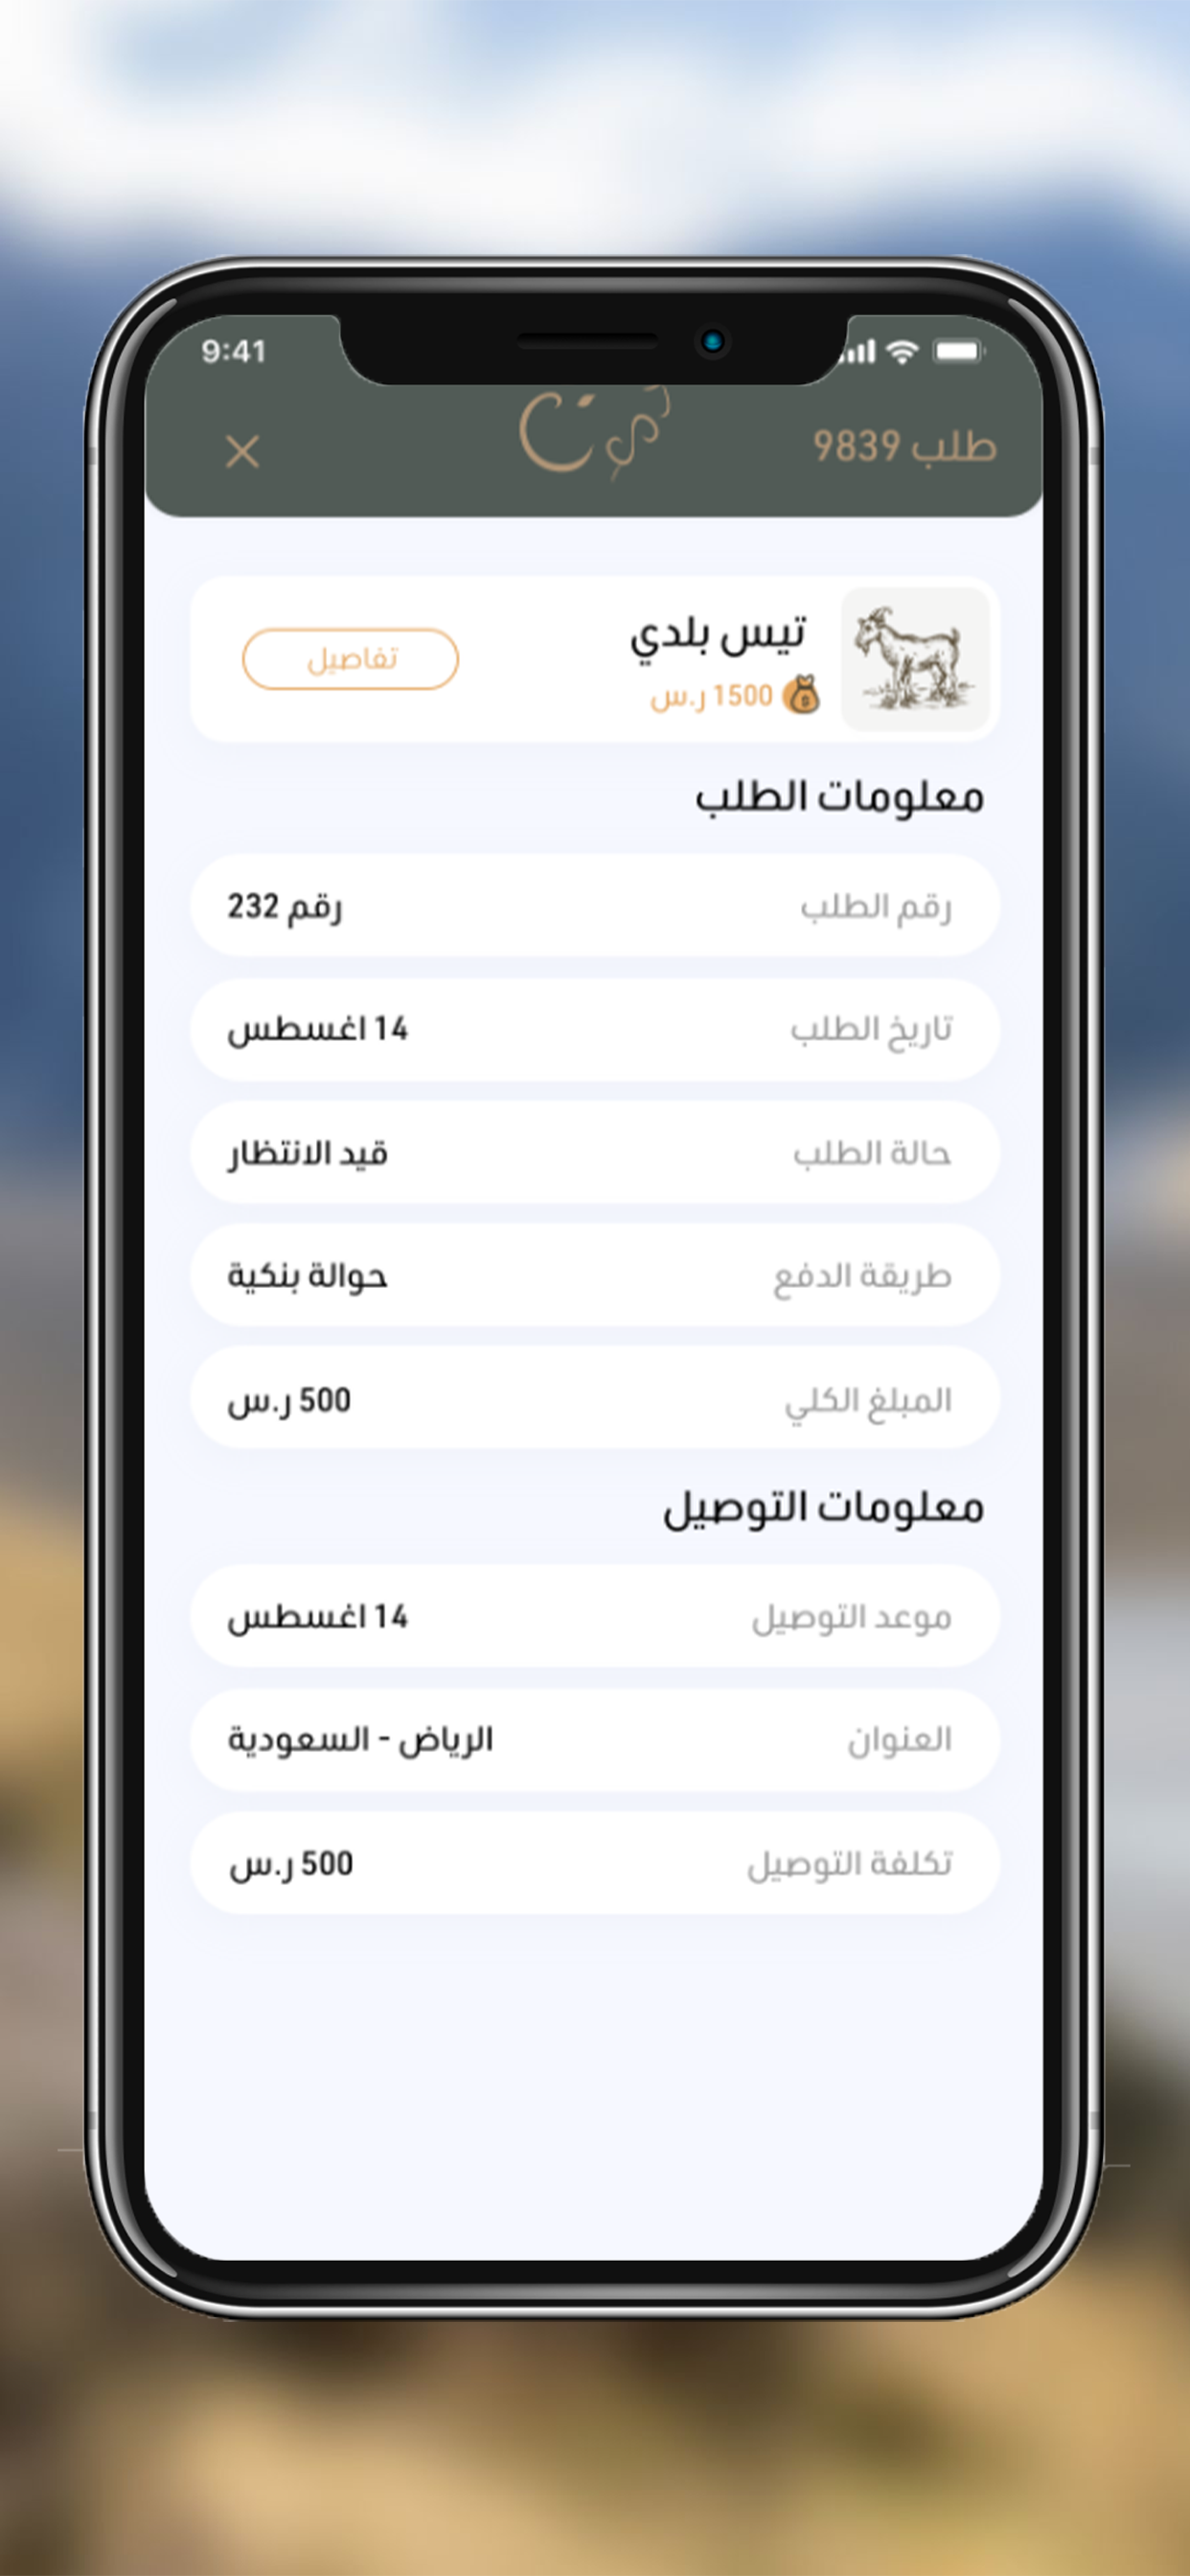 9:41
طلب 9839
تيس بلدي
1500 ر.س
تفاصيل
معلومات الطلب
رقم الطلب رقم 232
تاريخ الطلب 14 اغسطس
حالة الطلب قيد الانتظار
طريقة الدفع حوالة بنكية
المبلغ الكلي 500 ر.س
معلومات التوصيل
موعد التوصيل 14 اغسطس
العنوان الرياض - السعودية
تكلفة التوصيل 500 ر.س